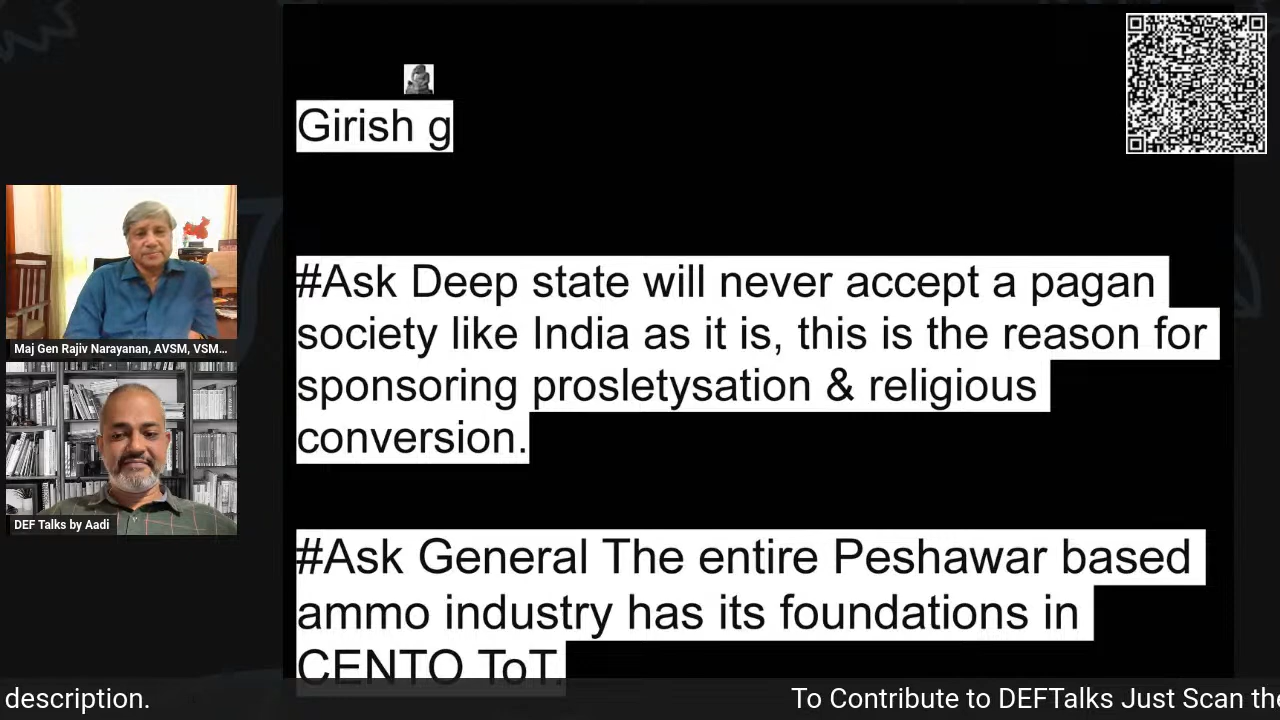 Girish g
#Ask Deep state will never accept a pagan
society like India as it is, this is the reason for
sponsoring prosletysation & religious
conversion.
#Ask General The entire Peshawar based
ammo industry has its foundations in
CENTO ToT.
Maj Gen Rajiv Narayanan, AVSM, VSM...
DEF Talks by Aadi
description.
To Contribute to DEFTalks Just Scan the